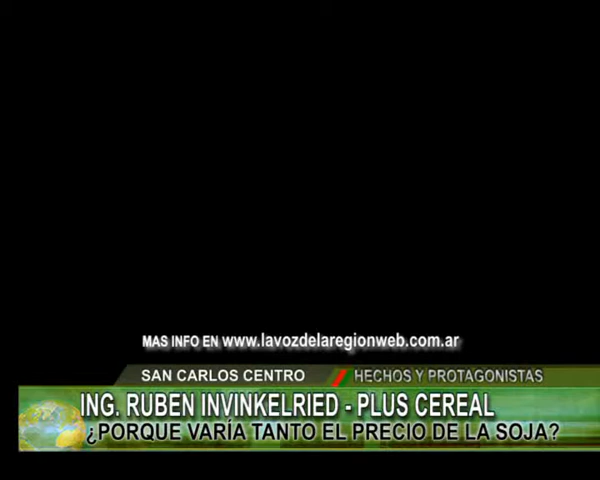 MAS INFO EN www.lavozdelaregionweb.com.ar
SAN CARLOS CENTRO / HECHOS Y PROTAGONISTAS
ING. RUBEN INVINKELRIED - PLUS CEREAL
¿PORQUE VARÍA TANTO EL PRECIO DE LA SOJA?